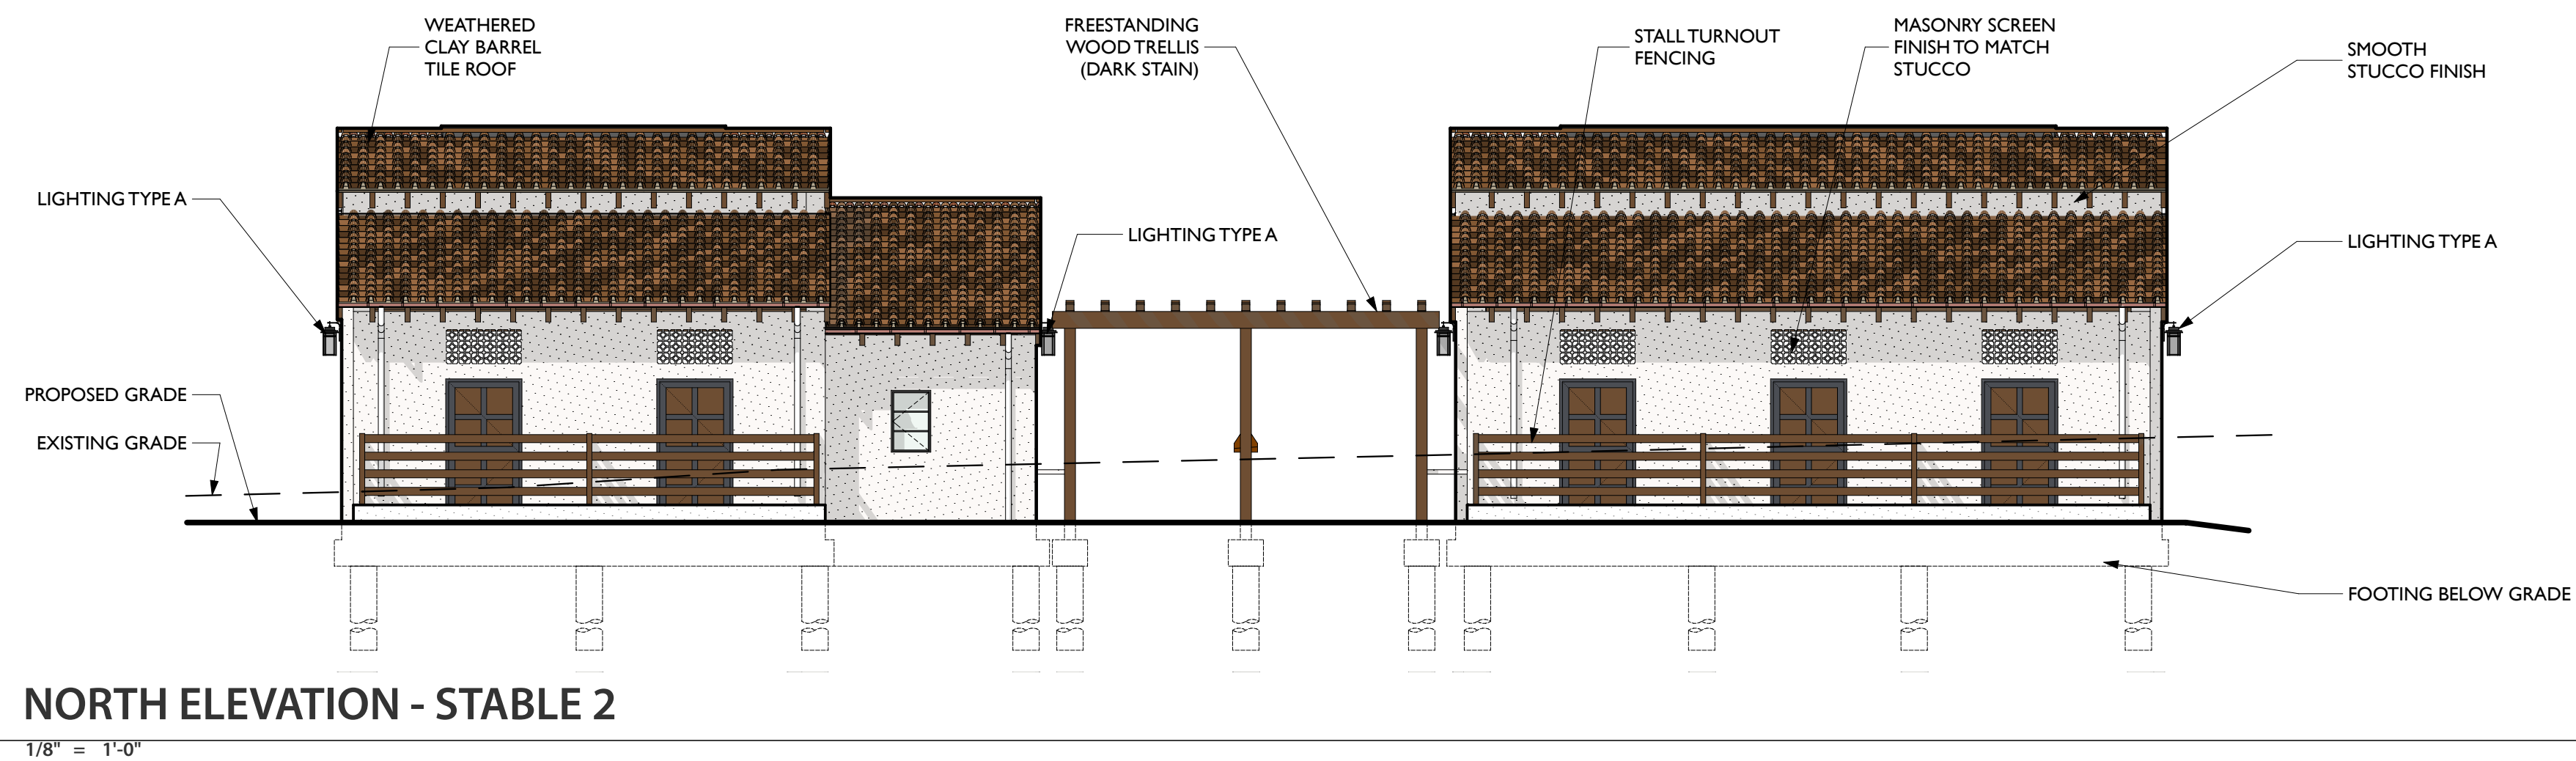 WEATHERED
CLAY BARREL
TILE ROOF
FREESTANDING
WOOD TRELLIS
(DARK STAIN)
STALL TURNOUT
FENCING
MASONRY SCREEN
FINISH TO MATCH
STUCCO
SMOOTH
STUCCO FINISH
LIGHTING TYPE A
LIGHTING TYPE A
LIGHTING TYPE A
PROPOSED GRADE
EXISTING GRADE
FOOTING BELOW GRADE
NORTH ELEVATION - STABLE 2
1/8" = 1'-0"